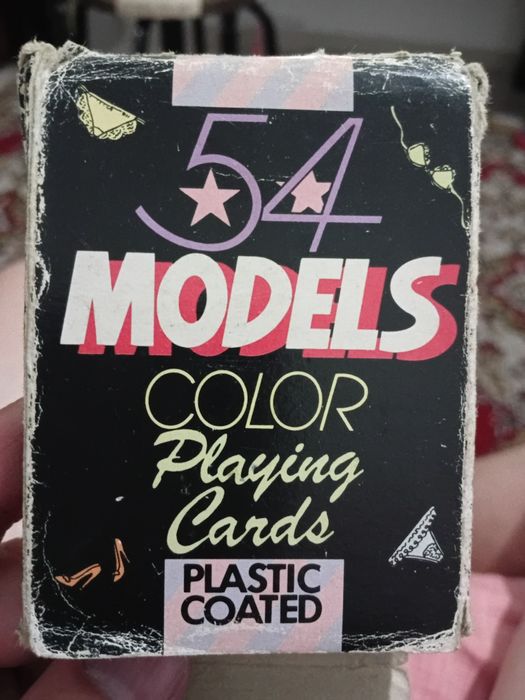 54
MODELS
COLOR
Playing
Cards
PLASTIC
COATED